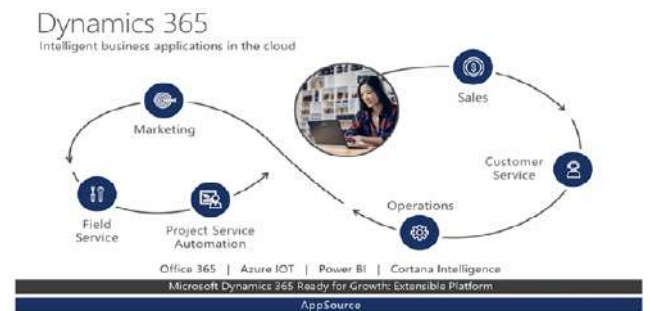 Dynamics 365
Intelligent business applications in the cloud
Sales
Marketing
Customer
Service
Operations
Field
Service
Project Service
Automation
Office 365 | Azure IOT | Power BI | Cortana Intelligence
Microsoft Dynamics 365 Ready for Growth: Extensible Platform
AppSource